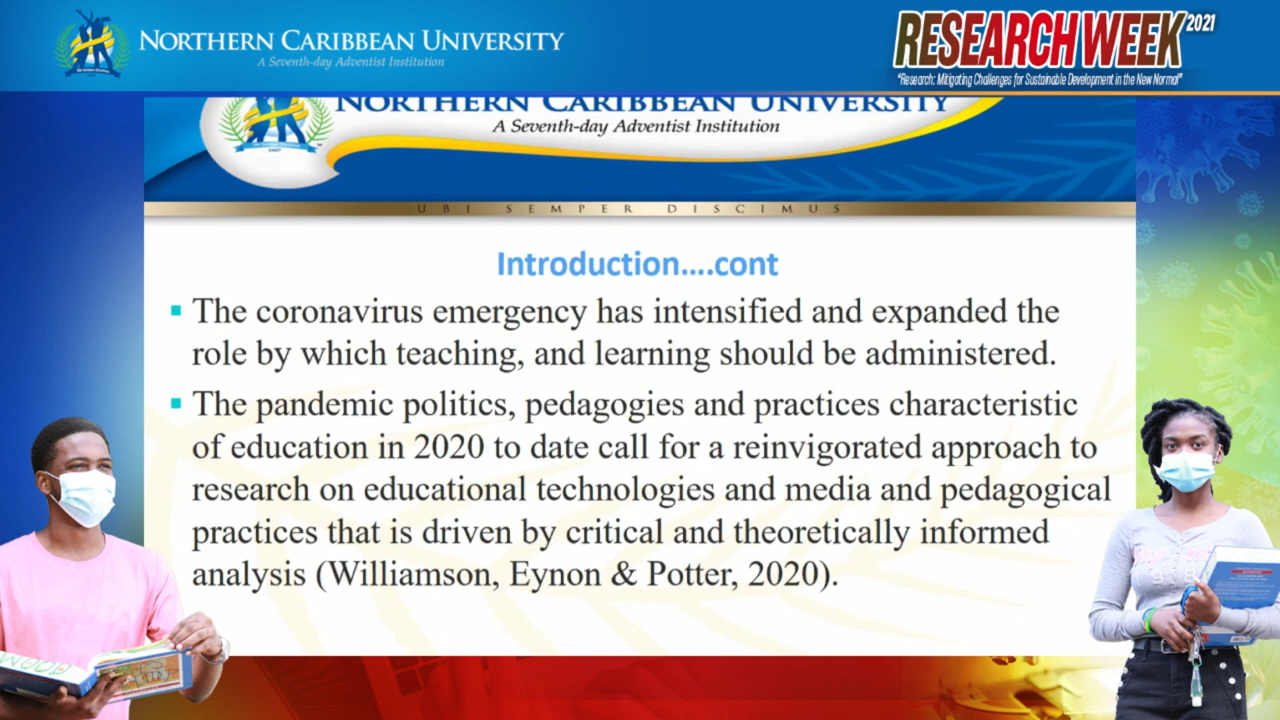 NORTHERN CARIBBEAN UNIVERSITY
A Seventh-day Adventist Institution
RESEARCH WEEK 2021
"Research: Mitigating Challenges for Sustainable Development in the New Normal"
NORTHERN CARIBBEAN UNIVERSITY
A Seventh-day Adventist Institution
UBI SEMPER DISCIMUS
Introduction....cont
▪ The coronavirus emergency has intensified and expanded the
role by which teaching, and learning should be administered.
▪ The pandemic politics, pedagogies and practices characteristic
of education in 2020 to date call for a reinvigorated approach to
research on educational technologies and media and pedagogical
practices that is driven by critical and theoretically informed
analysis (Williamson, Eynon & Potter, 2020).